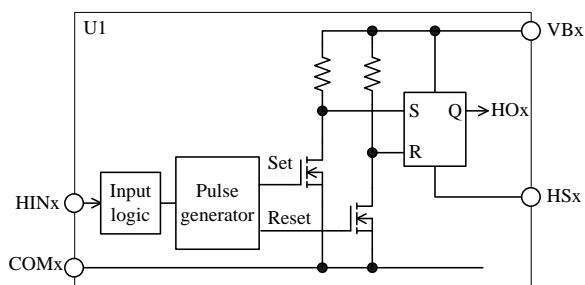 U1
VBx
S
Q
HOx
R
Set
HINx
Input
logic
Pulse
generator
HSx
Reset
COMx